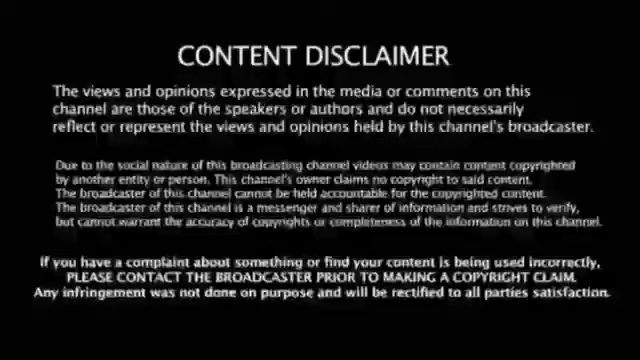 CONTENT DISCLAIMER
The views and opinions expressed in the media or comments on this
channel are those of the speakers or authors and do not necessarily
reflect or represent the views and opinions held by this channel's broadcaster.
Due to the social nature of this broadcasting channel videos may contain content copyrighted
by another entity or person. This channel's owner claims no copyright to said content.
The broadcaster of this channel cannot be held accountable for the copyrighted content.
The broadcaster of this channel is a messenger and sharer of information and strives to verify,
but cannot warrant the accuracy of copyrights or completeness of the information on this channel.
If you have a complaint about something or find your content is being used incorrectly,
PLEASE CONTACT THE BROADCASTER PRIOR TO MAKING A COPYRIGHT CLAIM.
Any infringement was not done on purpose and will be rectified to all parties satisfaction.